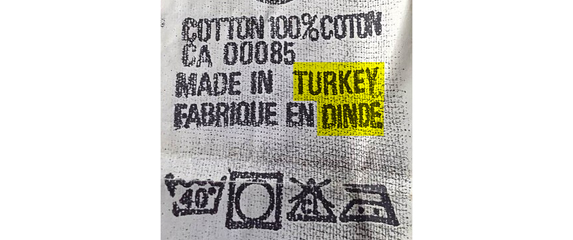 COTTON 100% COTON
CA 00085
MADE IN TURKEY
FABRIQUE EN DINDE
40°